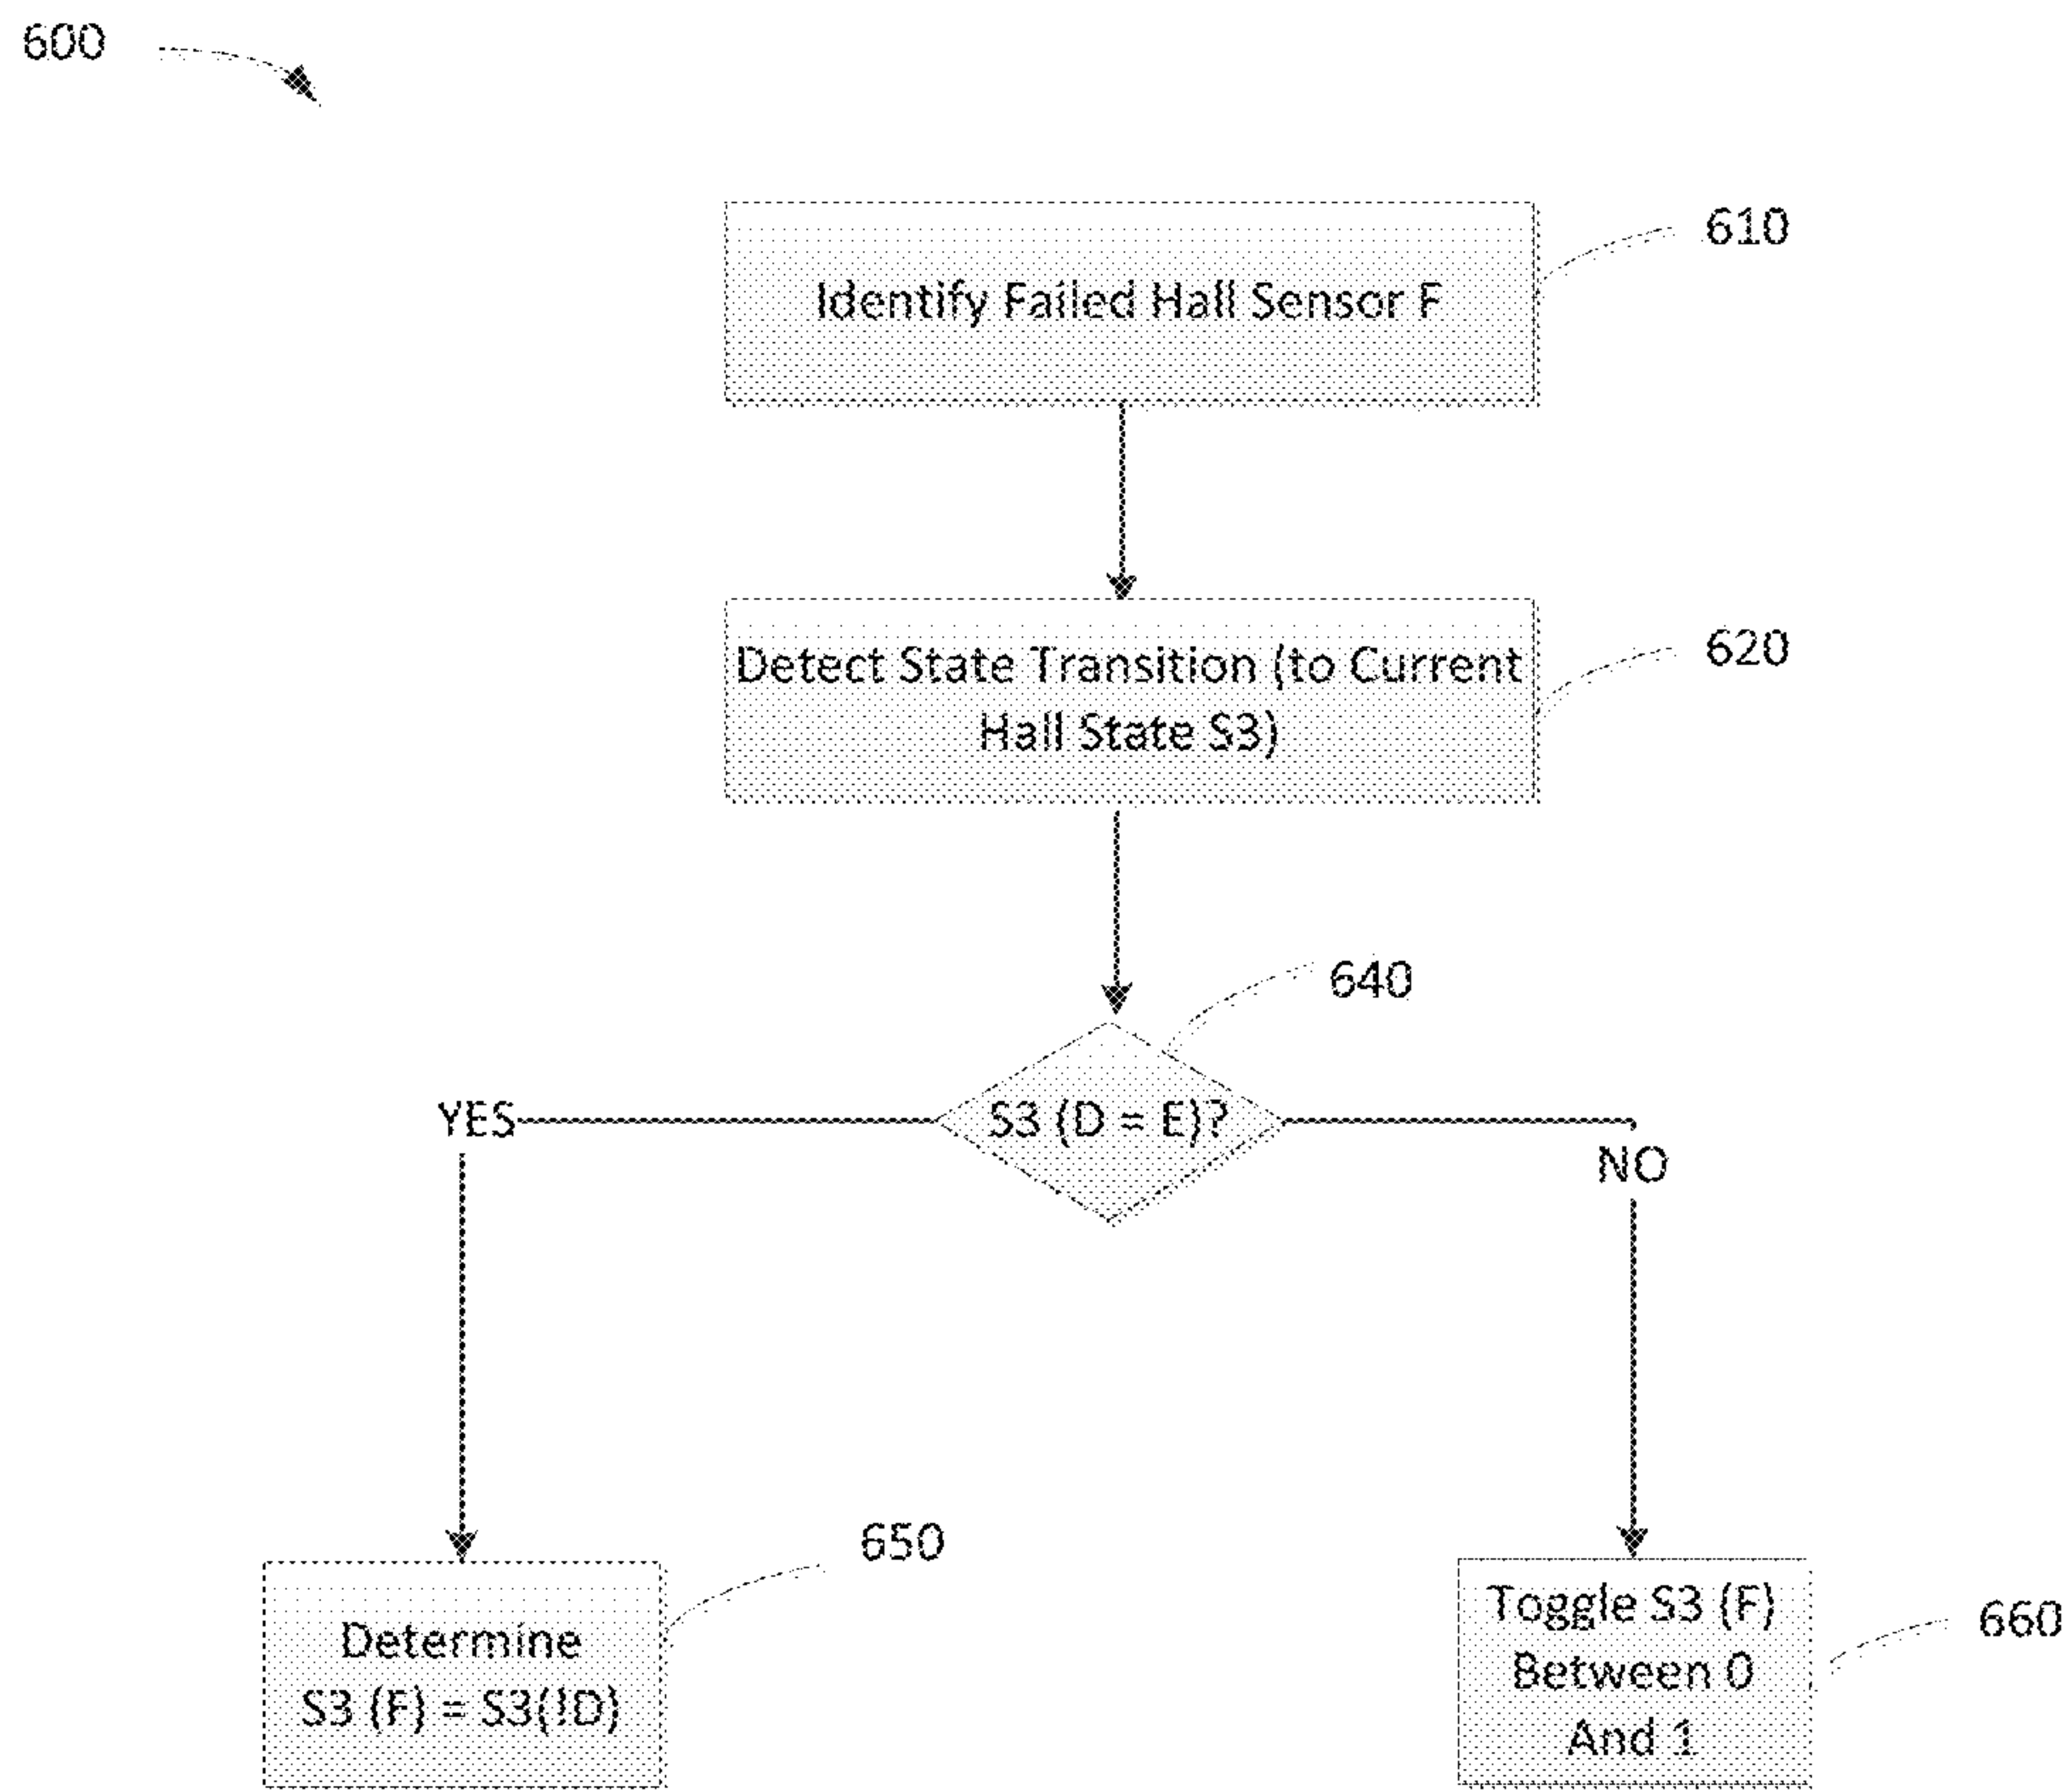 600
610
Identify Failed Hall Sensor F
620
Detect State Transition (to Current
Hall State S3)
640
S3 (D = E)?
YES
NO
650
Determine
S3 (F) = S3(!D)
660
Toggle S3 (F)
Between 0
And 1